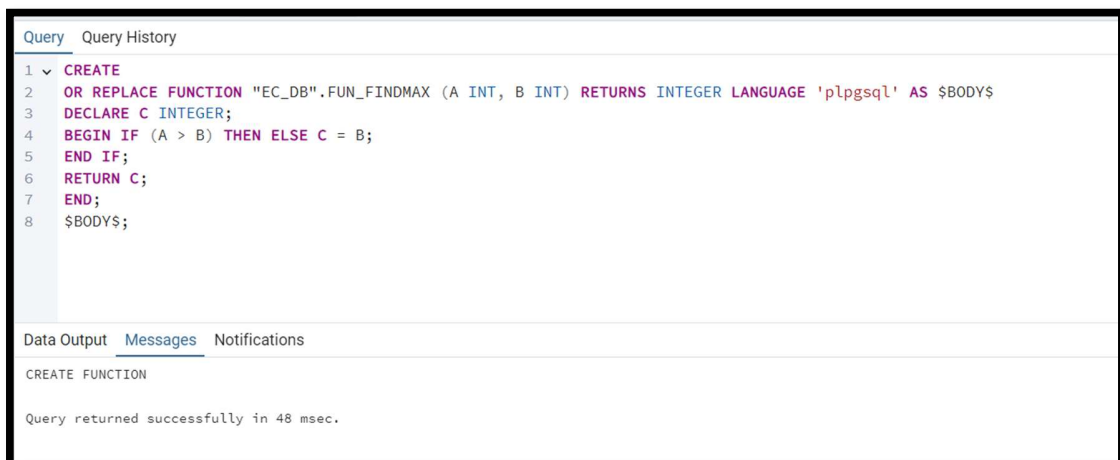 Query Query History
1 CREATE
2 OR REPLACE FUNCTION "EC_DB".FUN_FINDMAX (A INT, B INT) RETURNS INTEGER LANGUAGE 'plpgsql' AS $BODY$
3 DECLARE C INTEGER;
4 BEGIN IF (A > B) THEN ELSE C = B;
5 END IF;
6 RETURN C;
7 END;
8 $BODY$;
Data Output Messages Notifications
CREATE FUNCTION
Query returned successfully in 48 msec.